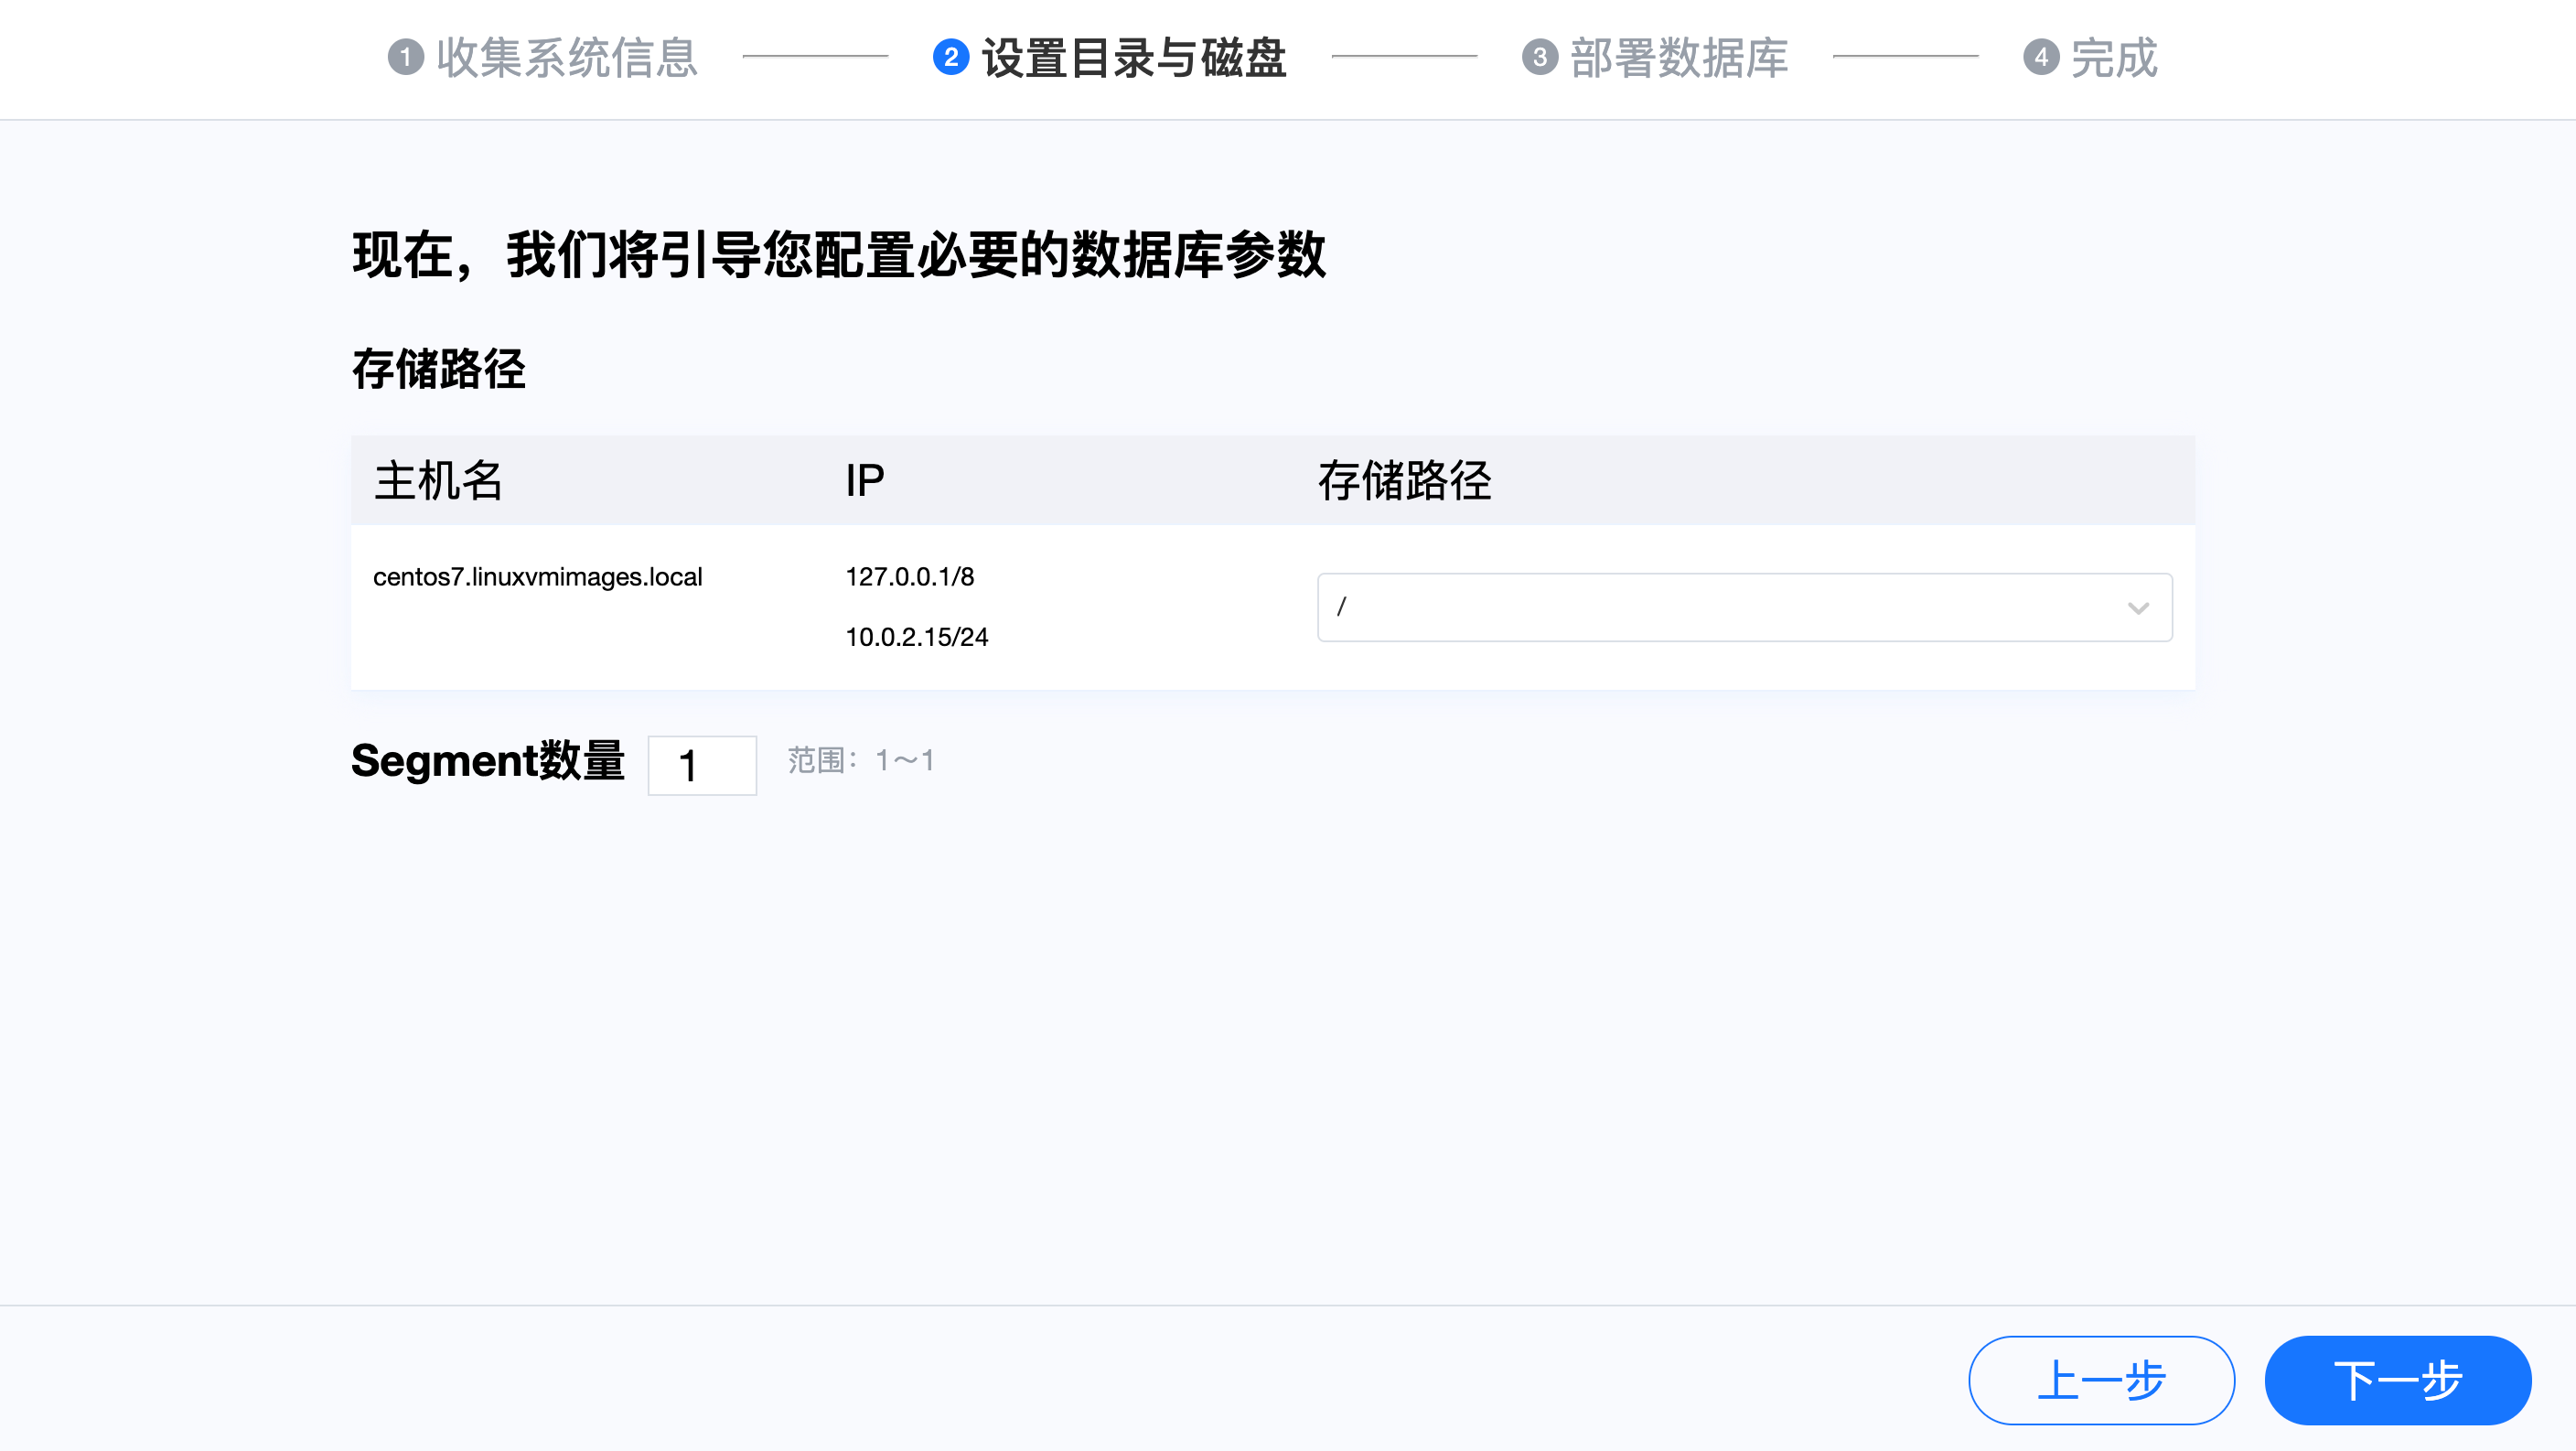 1 收集系统信息 2 设置目录与磁盘 3 部署数据库 4 完成
现在，我们将引导您配置必要的数据库参数
存储路径
主机名 IP 存储路径
centos7.linuxvmimages.local 127.0.0.1/8 /
10.0.2.15/24
Segment数量 1 范围：1～1
上一步 下一步